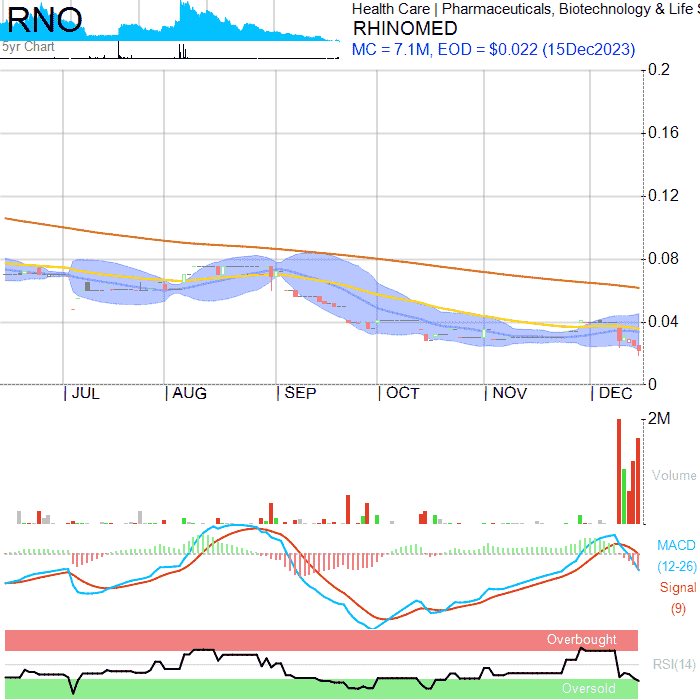 RNO
5yr Chart
Health Care | Pharmaceuticals, Biotechnology & Life
RHINOMED
MC = 7.1M, EOD = $0.022 (15Dec2023)
0.2
0.16
0.12
0.08
0.04
0
JUL AUG SEP OCT NOV DEC
2M
Volume
MACD
(12-26)
Signal
(9)
Overbought
RSI(14)
Oversold